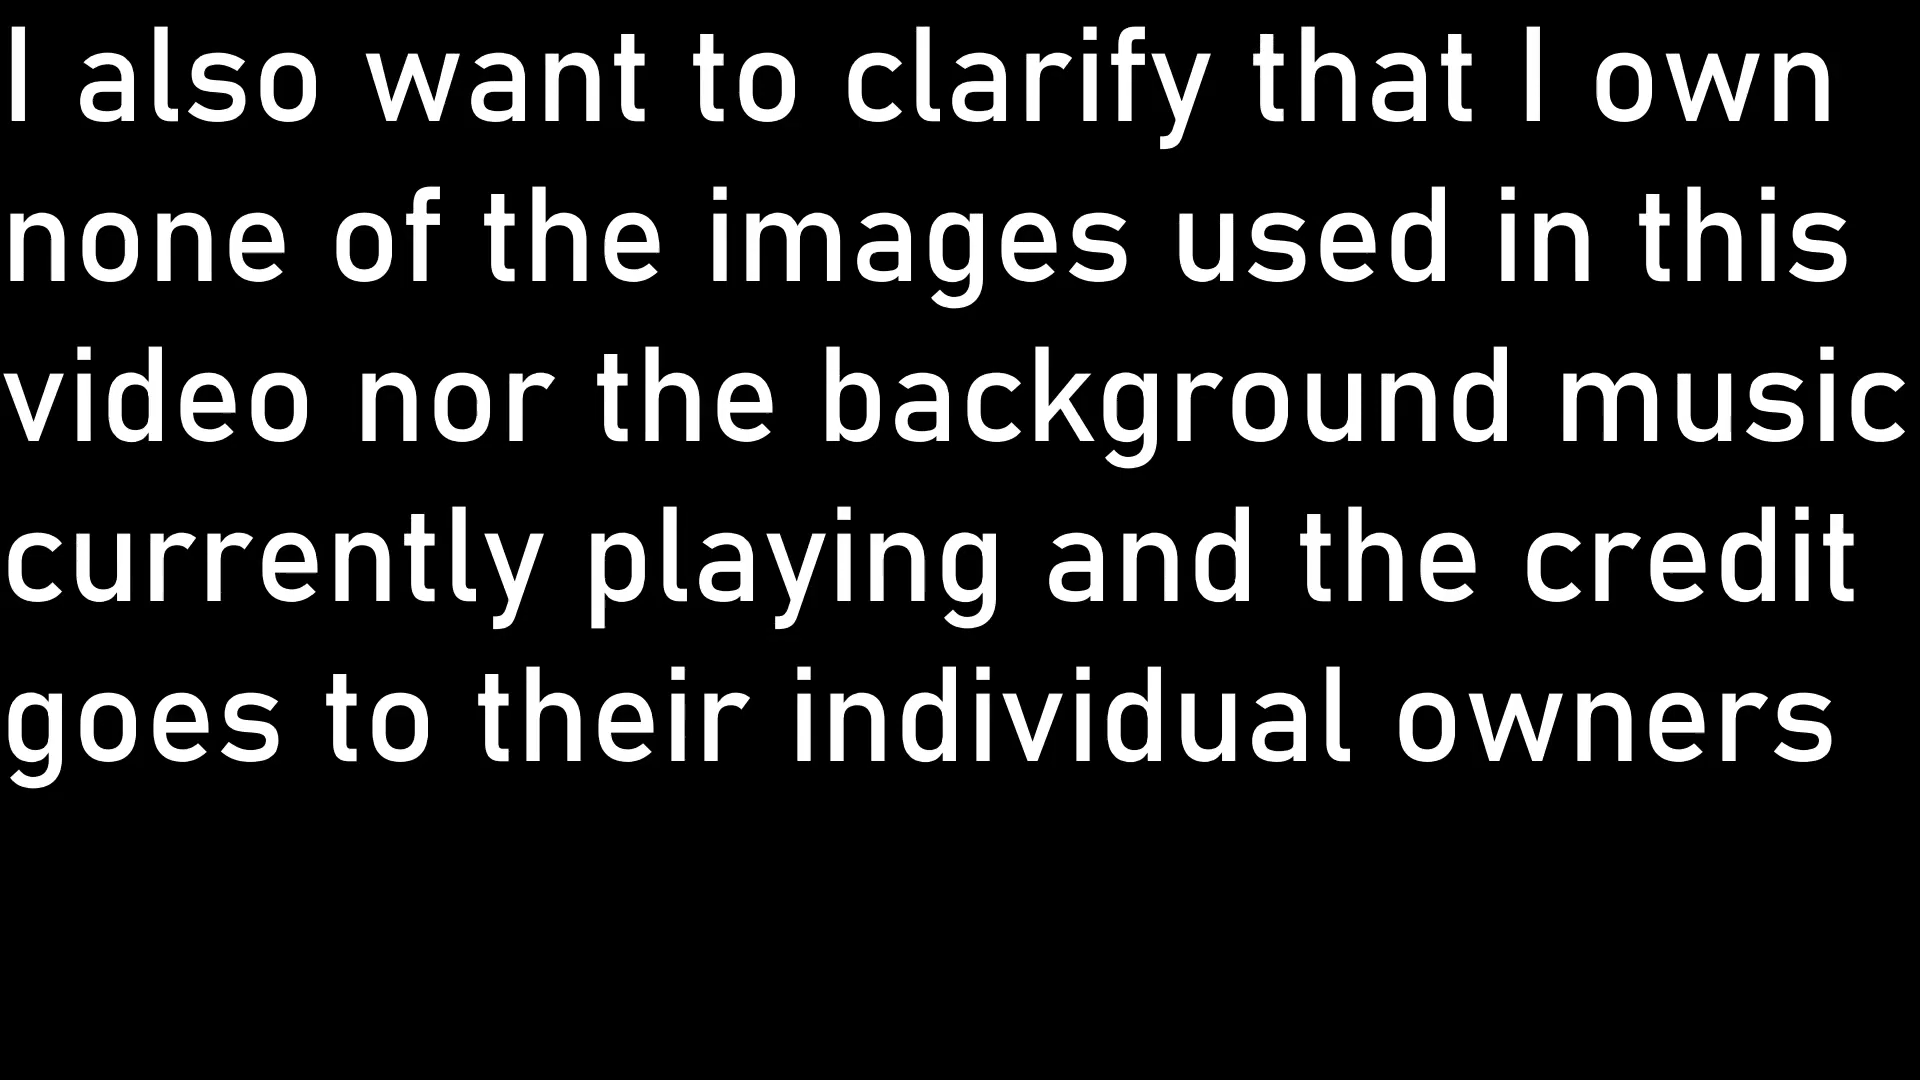 I also want to clarify that I own
none of the images used in this
video nor the background music
currently playing and the credit
goes to their individual owners